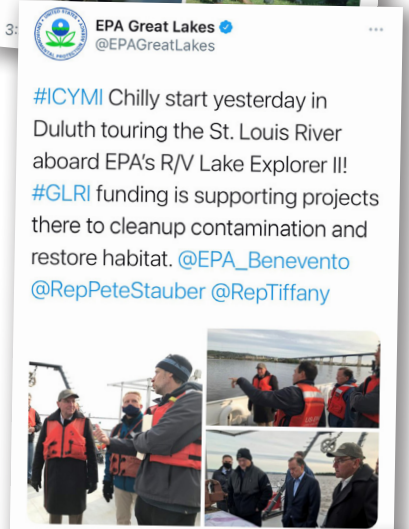 3:
EPA Great Lakes
@EPAGreatLakes
#ICYMI Chilly start yesterday in
Duluth touring the St. Louis River
aboard EPA's R/V Lake Explorer II!
#GLRI funding is supporting projects
there to cleanup contamination and
restore habitat. @EPA_Benevento
@RepPeteStauber @RepTiffany